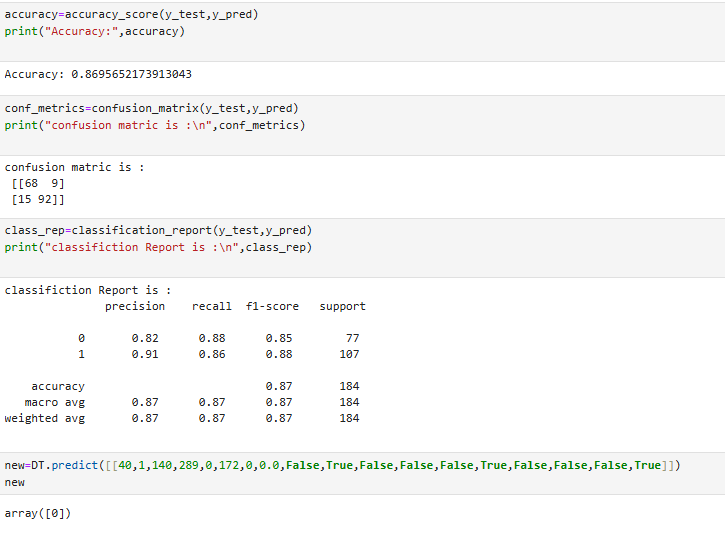 accuracy=accuracy_score(y_test,y_pred)
print("Accuracy:",accuracy)
Accuracy: 0.8695652173913043
conf_metrics=confusion_matrix(y_test,y_pred)
print("confusion matric is :\n",conf_metrics)
confusion matric is :
[[68  9]
[15 92]]
class_rep=classification_report(y_test,y_pred)
print("classifiction Report is :\n",class_rep)
classifiction Report is :
precision recall f1-score support
0 0.82 0.88 0.85 77
1 0.91 0.86 0.88 107
accuracy 0.87 184
macro avg 0.87 0.87 0.87 184
weighted avg 0.87 0.87 0.87 184
new=DT.predict([[40,1,140,289,0,172,0,0.0,False,True,False,False,False,True,False,False,False,True]])
new
array([0])